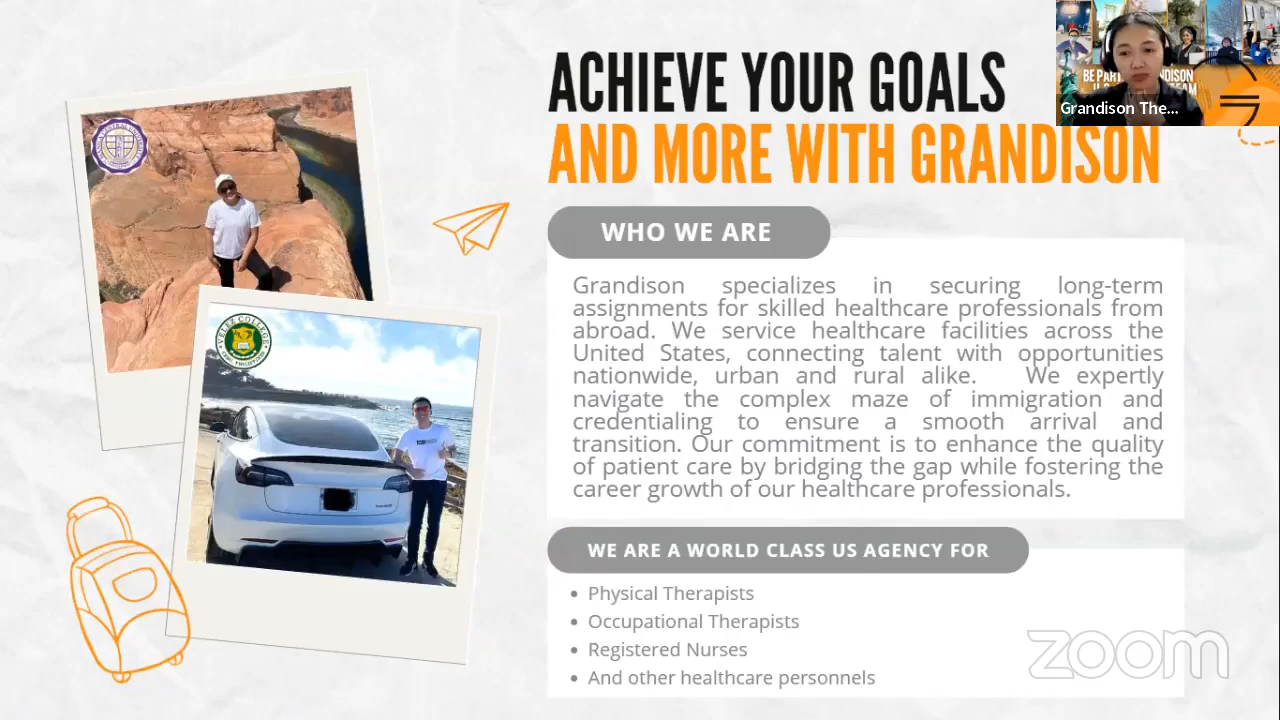 ACHIEVE YOUR GOALS
AND MORE WITH GRANDISON
Grandison The...
WHO WE ARE
Grandison specializes in securing long-term
assignments for skilled healthcare professionals from
abroad. We service healthcare facilities across the
United States, connecting talent with opportunities
nationwide, urban and rural alike. We expertly
navigate the complex maze of immigration and
credentialing to ensure a smooth arrival and
transition. Our commitment is to enhance the quality
of patient care by bridging the gap while fostering the
career growth of our healthcare professionals.
WE ARE A WORLD CLASS US AGENCY FOR
• Physical Therapists
• Occupational Therapists
• Registered Nurses
• And other healthcare personnels
zoom